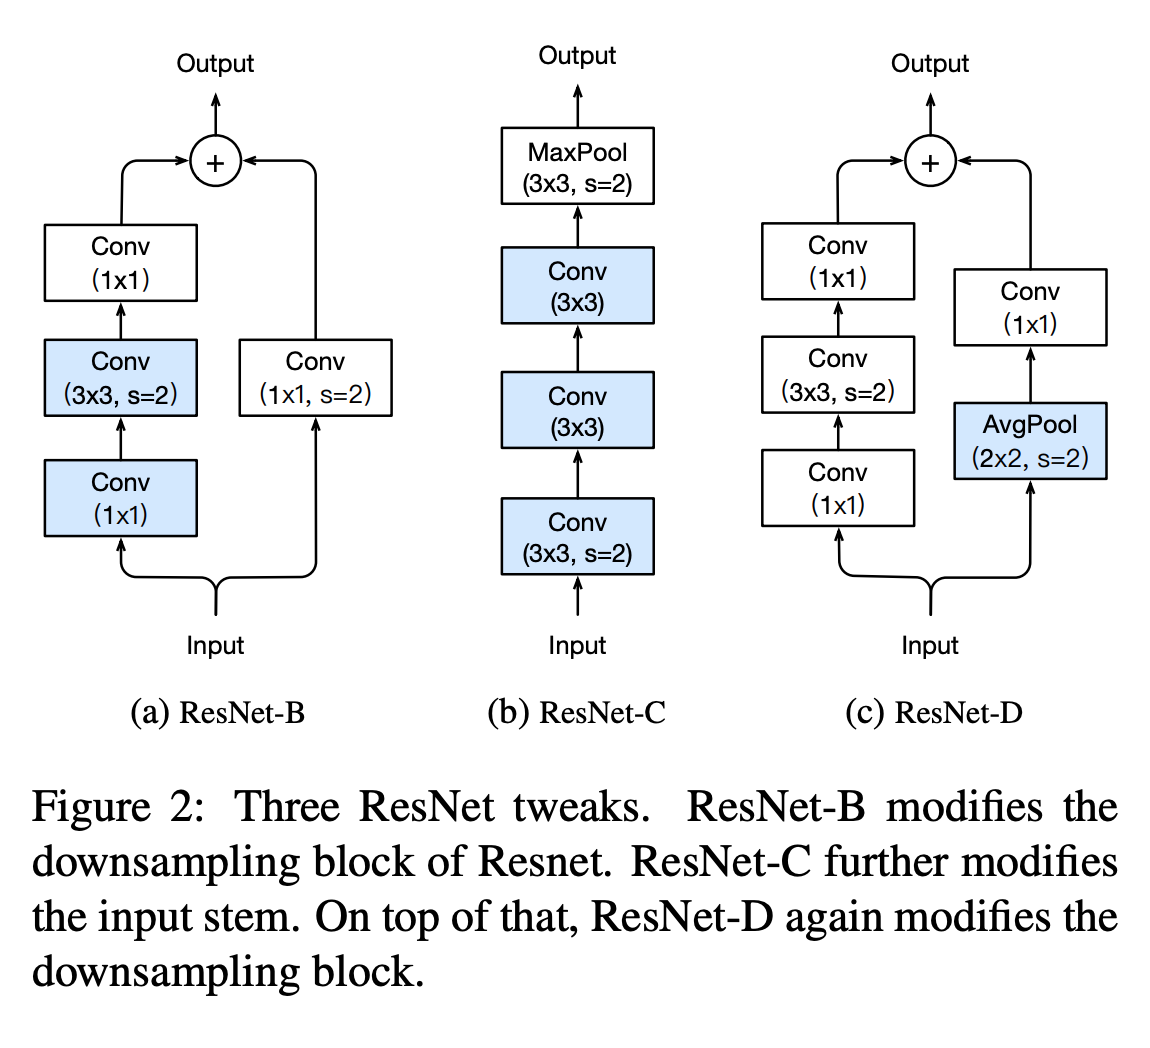 Output
+
Conv
(1x1)
Conv
(3x3, s=2)
Conv
(1x1, s=2)
Conv
(1x1)
Input
(a) ResNet-B
Output
MaxPool
(3x3, s=2)
Conv
(3x3)
Conv
(3x3)
Conv
(3x3, s=2)
Input
(b) ResNet-C
Output
+
Conv
(1x1)
Conv
(1x1)
Conv
(3x3, s=2)
AvgPool
(2x2, s=2)
Conv
(1x1)
Input
(c) ResNet-D
Figure 2: Three ResNet tweaks. ResNet-B modifies the
downsampling block of Resnet. ResNet-C further modifies
the input stem. On top of that, ResNet-D again modifies the
downsampling block.